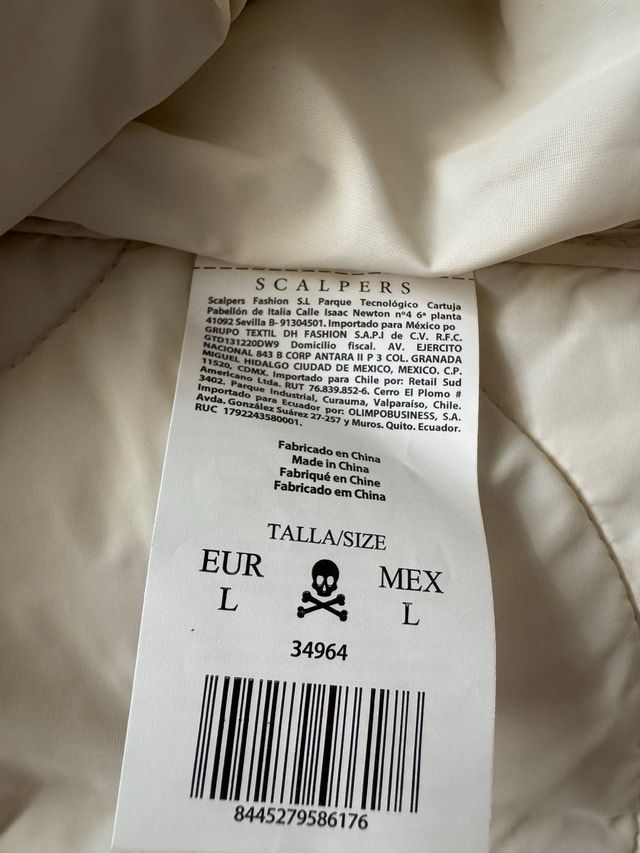 SCALPERS
Scalpers Fashion S.L Parque Tecnológico Cartuja
Pabellón de Italia Calle Isaac Newton nº4 6ª planta
41092 Sevilla B- 91304501. Importado para México po
GRUPO TEXTIL DH FASHION S.A.P.I de C.V. R.F.C.
GTD131220DW9 Domicilio fiscal. AV. EJERCITO
NACIONAL 843 B CORP ANTARA II P 3 COL. GRANADA
MIGUEL HIDALGO CIUDAD DE MEXICO, MEXICO. C.P.
11520, CDMX. Importado para Chile por: Retail Sud
Americano Ltda. RUT 76.839.852-6. Cerro El Plomo #
3402. Parque Industrial, Curauma, Valparaíso, Chile.
Importado para Ecuador por: OLIMPOBUSINESS, S.A.
Avda. González Suárez 27-257 y Muros. Quito. Ecuador.
RUC 1792243580001.
Fabricado en China
Made in China
Fabriqué en Chine
Fabricado em China
TALLA/SIZE
EUR MEX
L L
34964
8445279586176